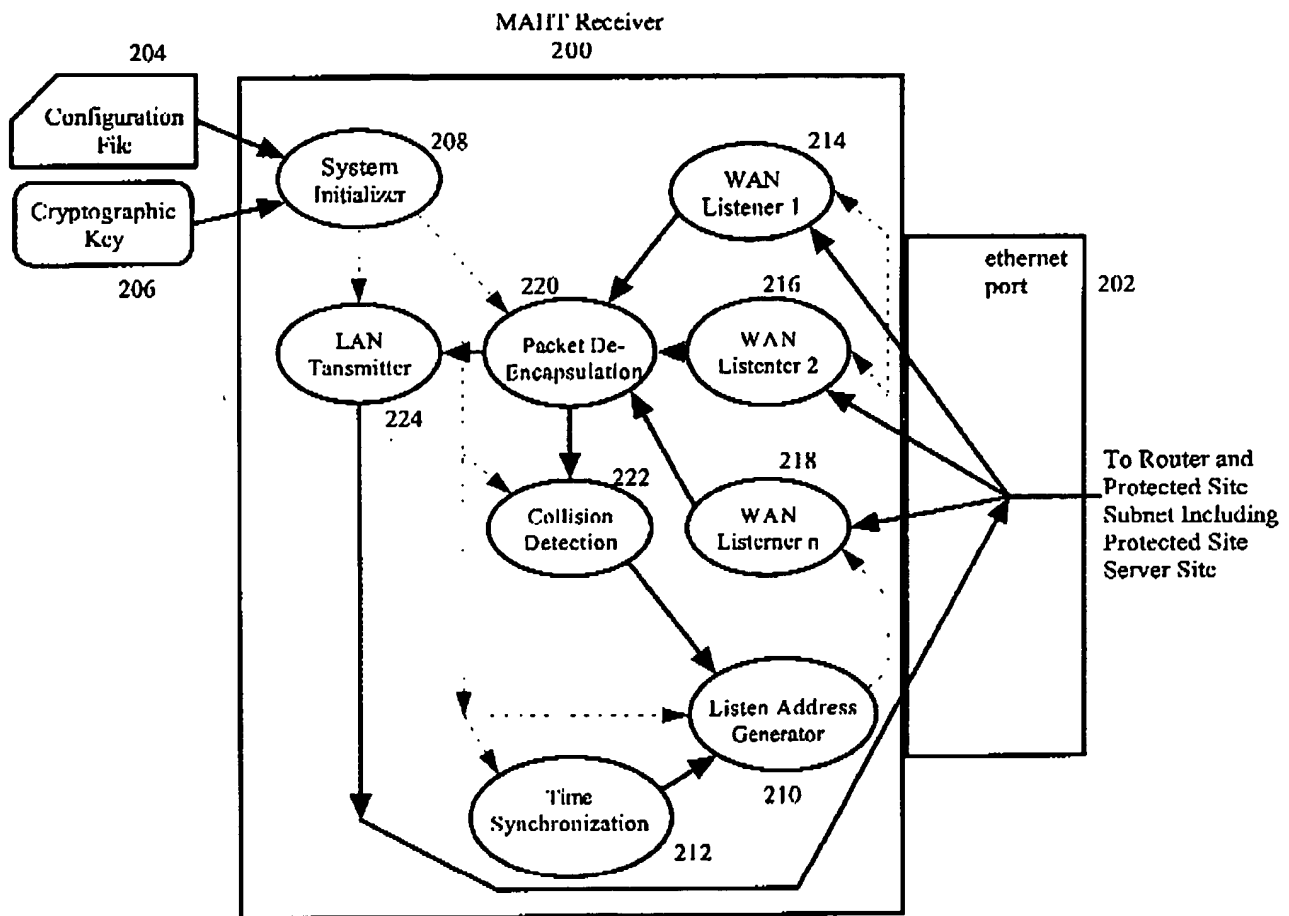 MAHT Receiver
200
204
Configuration
File
Cryptographic
Key
206
System
Initializer
208
WAN
Listener 1
214
ethernet
port
202
LAN
Tansmitter
224
220
Packet De-
Encapsulation
216
WAN
Listenter 2
222
Collision
Detection
218
WAN
Listerner n
To Router and
Protected Site
Subnet Including
Protected Site
Server Site
Listen Address
Generator
210
Time
Synchronization
212